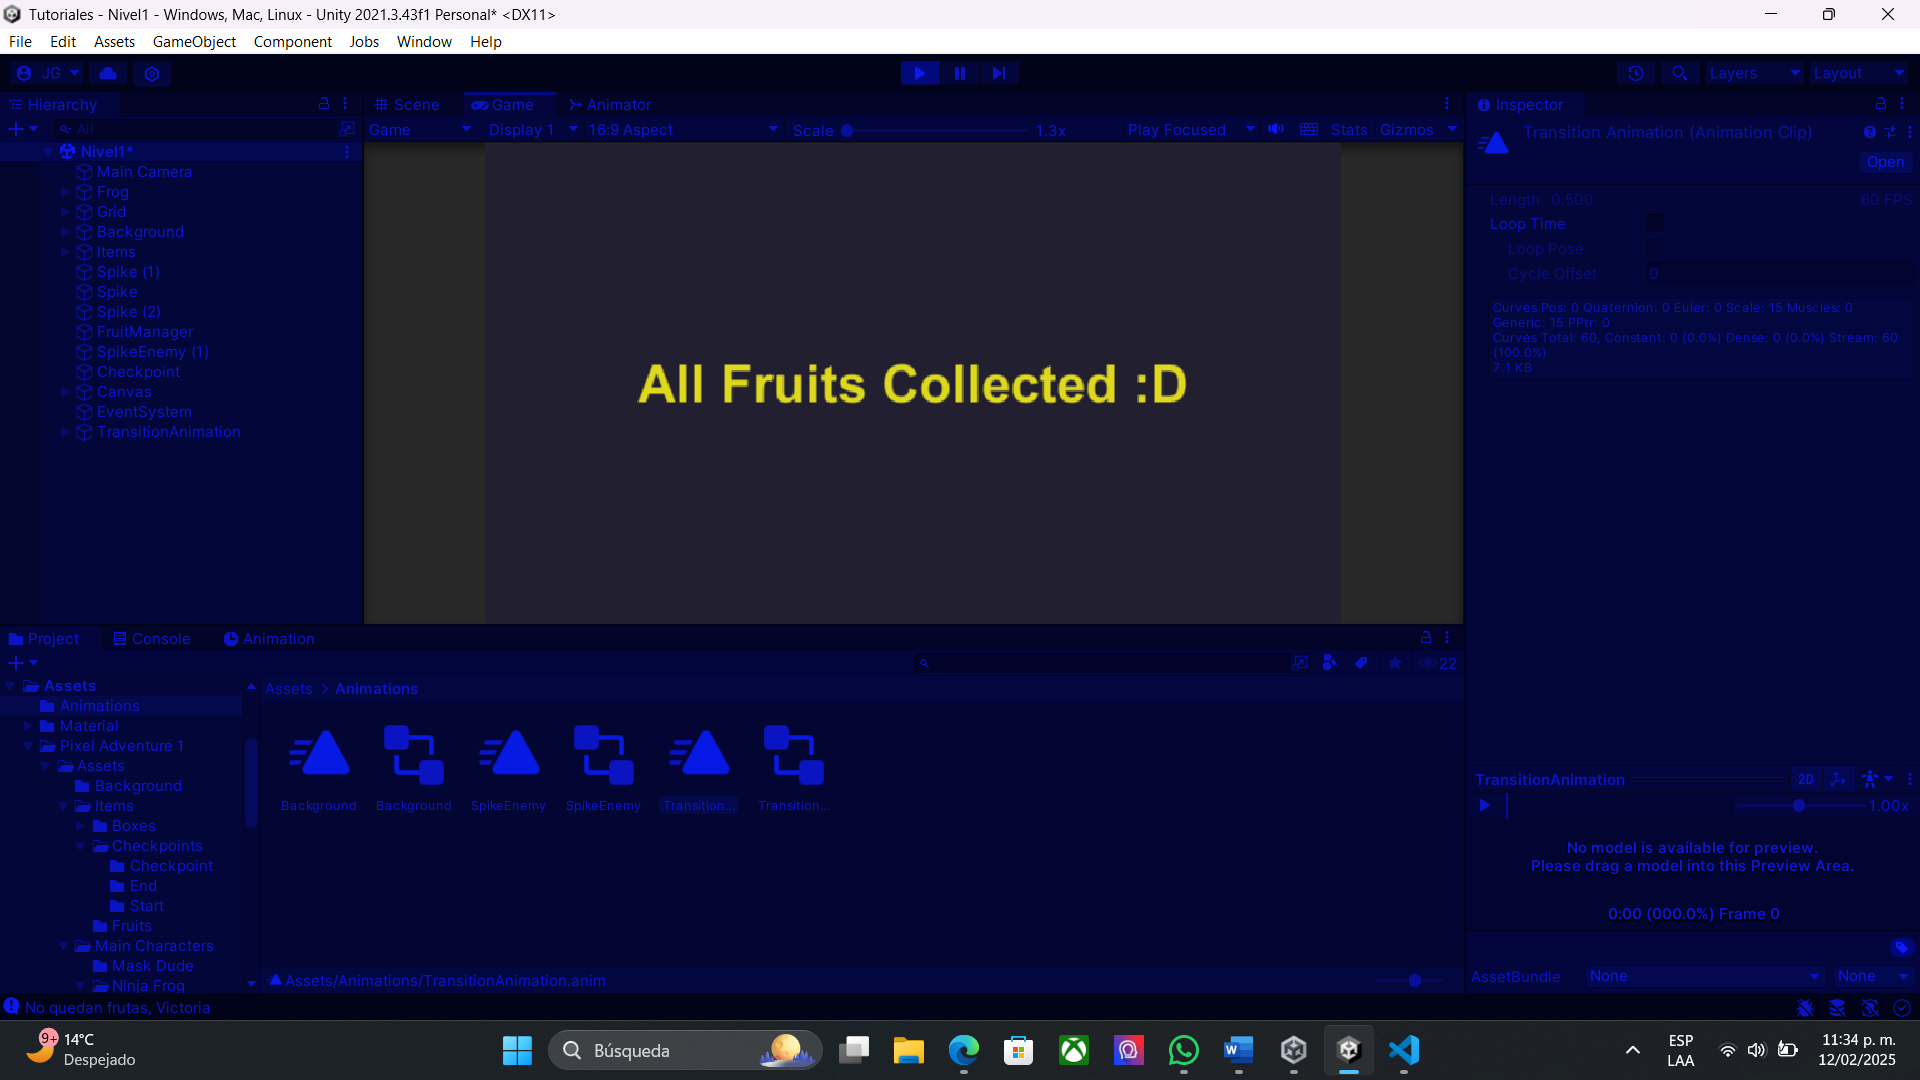 Tutoriales - Nivel1 - Windows, Mac, Linux - Unity 2021.3.43f1 Personal* <DX11>
File Edit Assets GameObject Component Jobs Window Help
JG
Layers Layout
Hierarchy
Scene Game Animator
Inspector
All
Game Display 1 16:9 Aspect Scale 1.3x Play Focused Stats Gizmos
Transition Animation (Animation Clip)
Open
Nivel1*
Main Camera
Frog
Grid
Background
Items
Spike (1)
Spike
Spike (2)
FruitManager
SpikeEnemy (1)
Checkpoint
Canvas
EventSystem
TransitionAnimation
All Fruits Collected :D
Length 0.500 60 FPS
Loop Time
Loop Pose
Cycle Offset 0
Curves Pos: 0 Quaternion: 0 Euler: 0 Scale: 15 Muscles: 0
Generic: 15 PPtr: 0
Curves Total: 60, Constant: 0 (0.0%) Dense: 0 (0.0%) Stream: 60
(100.0%)
7.1 KB
Project Console Animation
22
Assets
Animations
Material
Pixel Adventure 1
Assets
Background
Items
Boxes
Checkpoints
Checkpoint
End
Start
Fruits
Main Characters
Mask Dude
Ninja Frog
Assets > Animations
Background Background SpikeEnemy SpikeEnemy Transition... Transition...
Assets/Animations/TransitionAnimation.anim
TransitionAnimation 2D
1.00x
No model is available for preview.
Please drag a model into this Preview Area.
0:00 (000.0%) Frame 0
AssetBundle None None
No quedan frutas, Victoria
9+
14°C
Despejado
Búsqueda
ESP
LAA
11:34 p. m.
12/02/2025